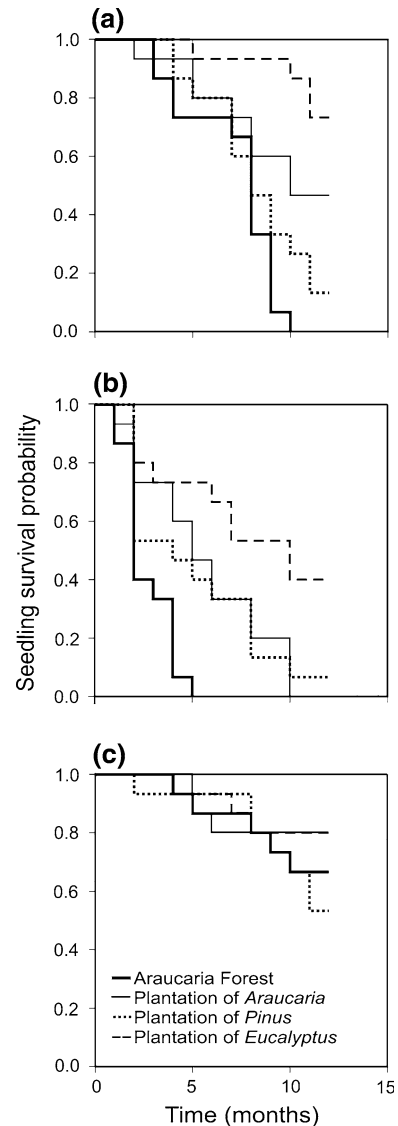 (a)
1.0
0.8
0.6
0.4
0.2
0.0
(b)
1.0
0.8
0.6
0.4
0.2
0.0
Seedling survival probability
(c)
1.0
0.8
0.6
0.4
0.2
0.0
Araucaria Forest
Plantation of Araucaria
Plantation of Pinus
Plantation of Eucalyptus
0 5 10 15
Time (months)